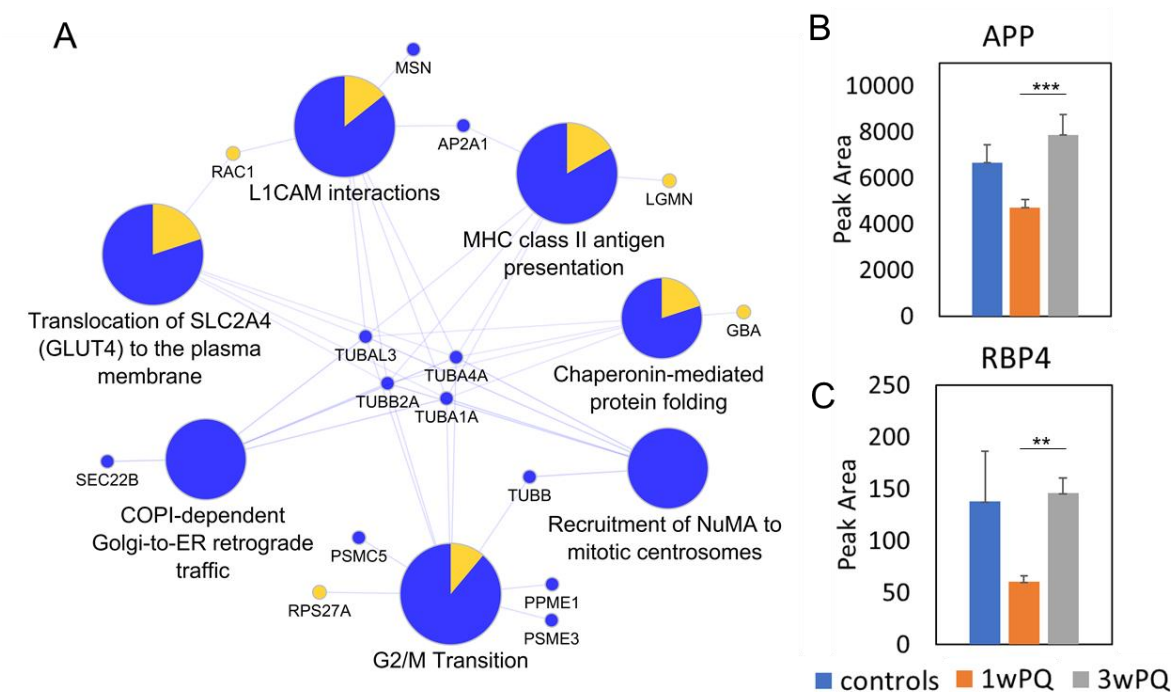 A
MSN
AP2A1
RAC1
L1CAM interactions
LGMN
MHC class II antigen
presentation
Translocation of SLC2A4
(GLUT4) to the plasma
membrane
GBA
Chaperonin-mediated
protein folding
TUBAL3
TUBA4A
TUBB2A
TUBA1A
SEC22B
COPI-dependent
Golgi-to-ER retrograde
traffic
TUBB
Recruitment of NuMA to
mitotic centrosomes
PSMC5
RPS27A
PPME1
PSME3
G2/M Transition
B
APP
Peak Area
10000
8000
6000
4000
2000
0
***
C
RBP4
Peak Area
250
200
150
100
50
0
**
controls 1wPQ 3wPQ